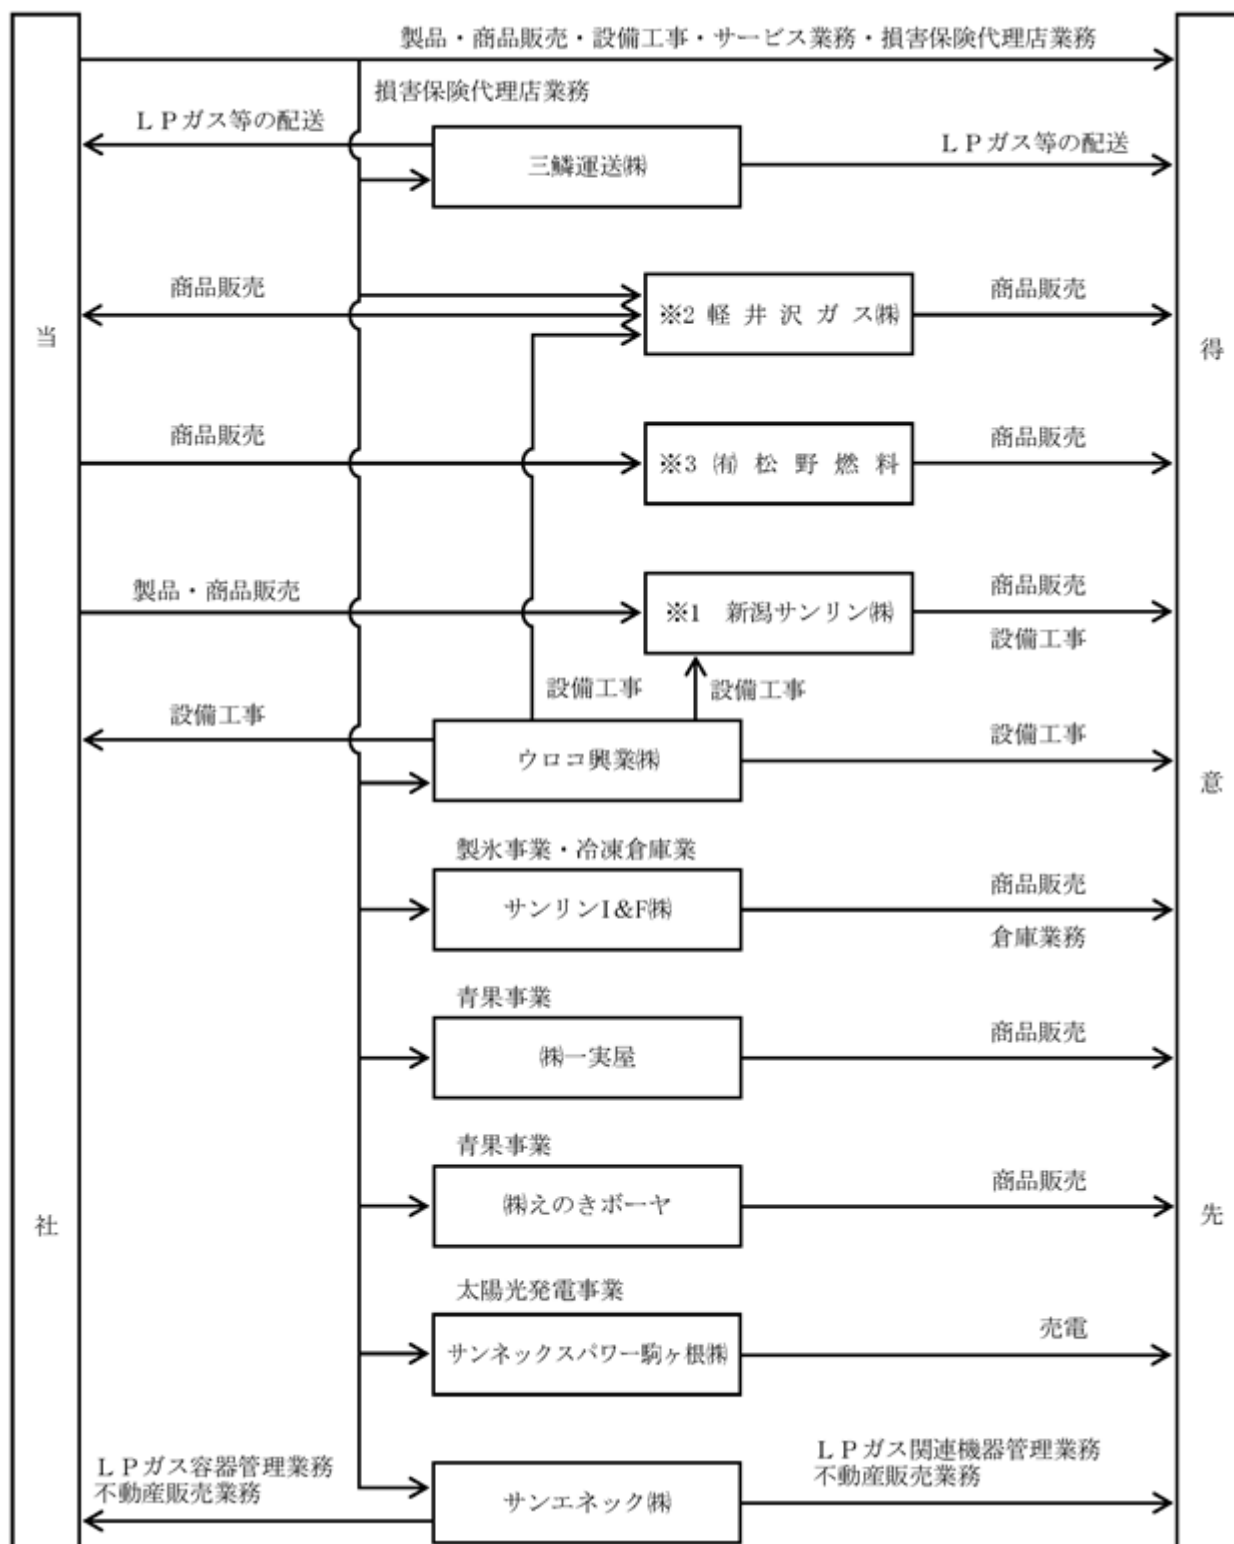 製品・商品販売・設備工事・サービス業務・損害保険代理店業務
損害保険代理店業務
ＬＰガス等の配送
三鱗運送㈱
ＬＰガス等の配送
商品販売
※2 軽井沢ガス㈱
商品販売
当
得
商品販売
※3 ㈲松野燃料
商品販売
製品・商品販売
※1　新潟サンリン㈱
商品販売
設備工事
設備工事
設備工事
設備工事
ウロコ興業㈱
設備工事
意
製氷事業・冷凍倉庫業
サンリンI&F㈱
商品販売
倉庫業務
青果事業
㈱一実屋
商品販売
青果事業
㈱えのきボーヤ
商品販売
社
先
太陽光発電事業
サンネックスパワー駒ヶ根㈱
売電
ＬＰガス容器管理業務
不動産販売業務
サンエネック㈱
ＬＰガス関連機器管理業務
不動産販売業務